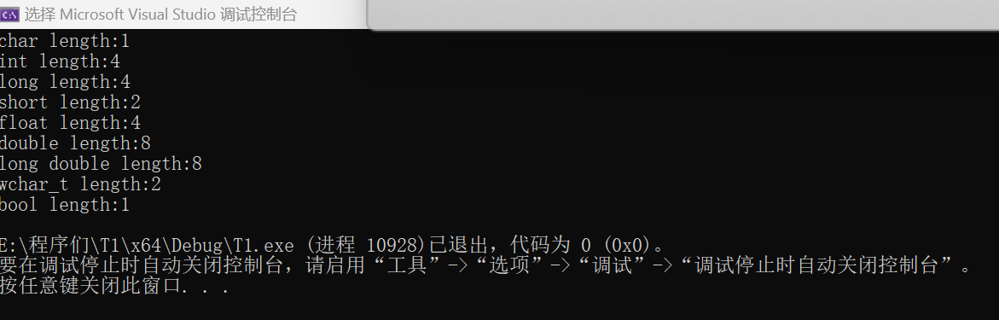 C:\ 选择 Microsoft Visual Studio 调试控制台
char length:1
int length:4
long length:4
short length:2
float length:4
double length:8
long double length:8
wchar_t length:2
bool length:1
E:\程序们\T1\x64\Debug\T1.exe (进程 10928)已退出，代码为 0 (0x0)。
要在调试停止时自动关闭控制台，请启用“工具”->“选项”->“调试”->“调试停止时自动关闭控制台”。
按任意键关闭此窗口. . .